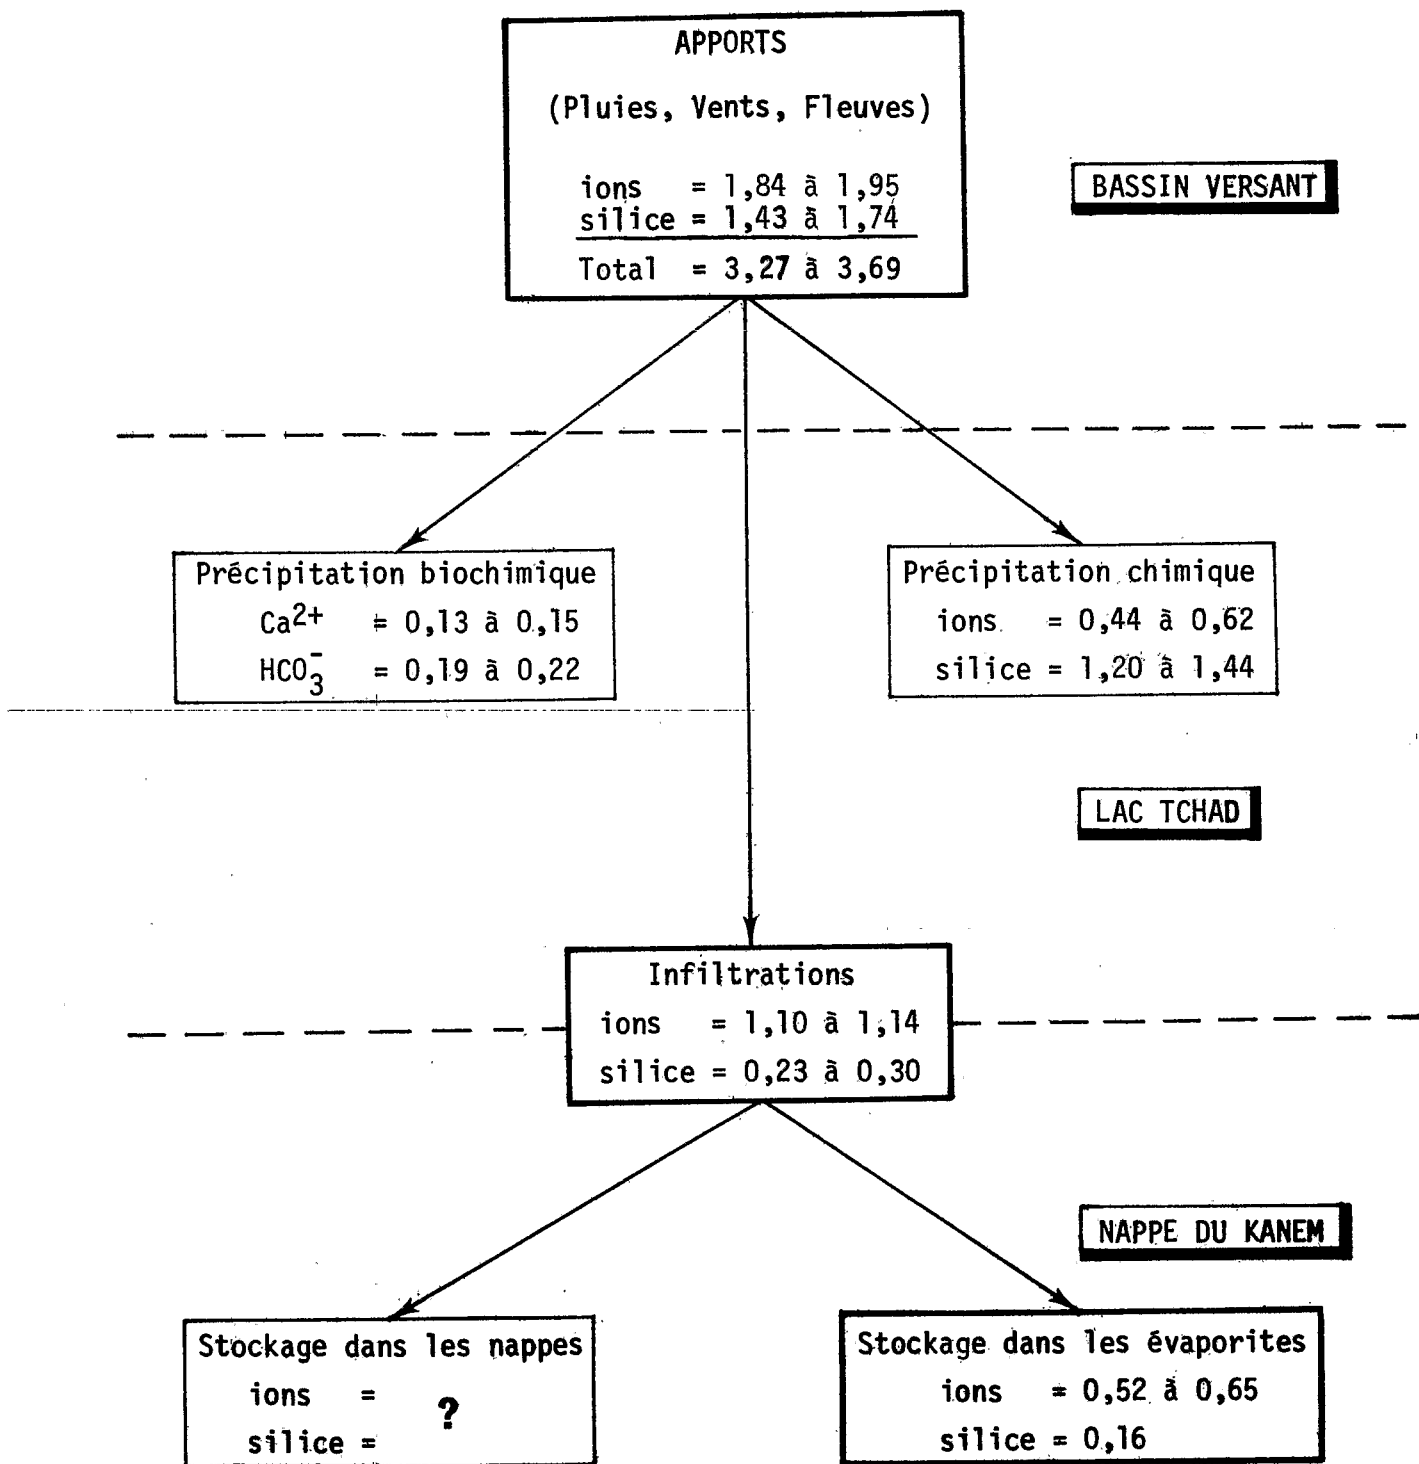 APPORTS
(Pluies, Vents, Fleuves)
ions = 1,84 à 1,95
silice = 1,43 à 1,74
Total = 3,27 à 3,69
BASSIN VERSANT
Précipitation biochimique
Ca2+ = 0,13 à 0,15
HCO3- = 0,19 à 0,22
Précipitation chimique
ions = 0,44 à 0,62
silice = 1,20 à 1,44
LAC TCHAD
Infiltrations
ions = 1,10 à 1,14
silice = 0,23 à 0,30
NAPPE DU KANEM
Stockage dans les nappes
ions =
?
silice =
Stockage dans les évaporites
ions = 0,52 à 0,65
silice = 0,16